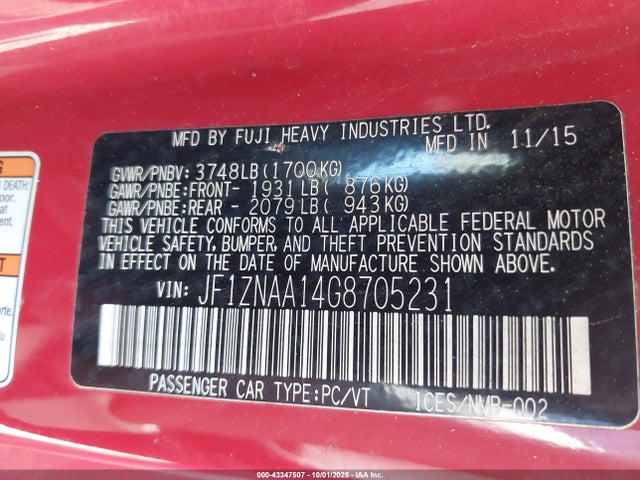 MFD BY FUJI HEAVY INDUSTRIES LTD.
MFD IN 11/15
GVWR/PNBV: 3748LB(1700KG)
GAWR/PNBE:FRONT- 1931LB( 876KG)
GAWR/PNBE:REAR - 2079LB( 943KG)
THIS VEHICLE CONFORMS TO ALL APPLICABLE FEDERAL MOTOR
VEHICLE SAFETY, BUMPER, AND THEFT PREVENTION STANDARDS
IN EFFECT ON THE DATE OF MANUFACTURE SHOWN ABOVE.
VIN: JF1ZNAA14G8705231
PASSENGER CAR TYPE:PC/VT
ICES/NMB-002
DEATH:
000-43347507 - 10/01/2025 - IAAI.COM